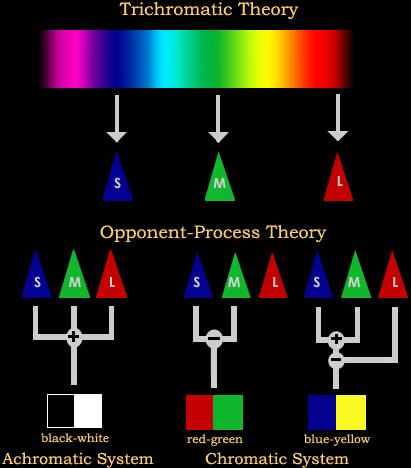 Trichromatic Theory
S M L
Opponent-Process Theory
S M L S M L S M L
+ − + −
black-white red-green blue-yellow
Achromatic System Chromatic System